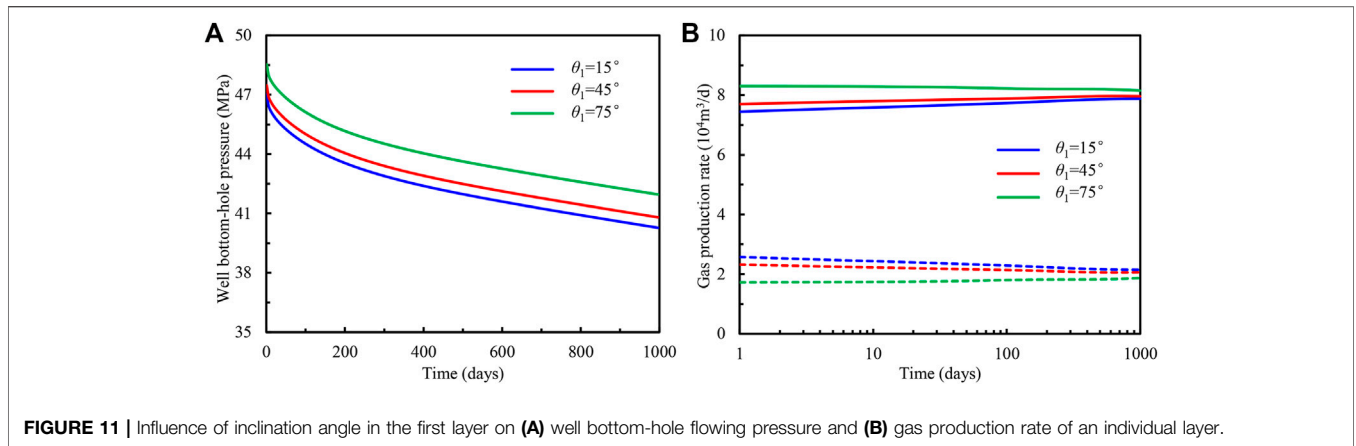 A
50
47
44
41
38
35
Well bottom-hole pressure (MPa)
θ1=15°
θ1=45°
θ1=75°
0 200 400 600 800 1000
Time (days)
B
10
8
6
4
2
0
Gas production rate (10⁴m³/d)
θ1=15°
θ1=45°
θ1=75°
1 10 100 1000
Time (days)
FIGURE 11 | Influence of inclination angle in the first layer on (A) well bottom-hole flowing pressure and (B) gas production rate of an individual layer.